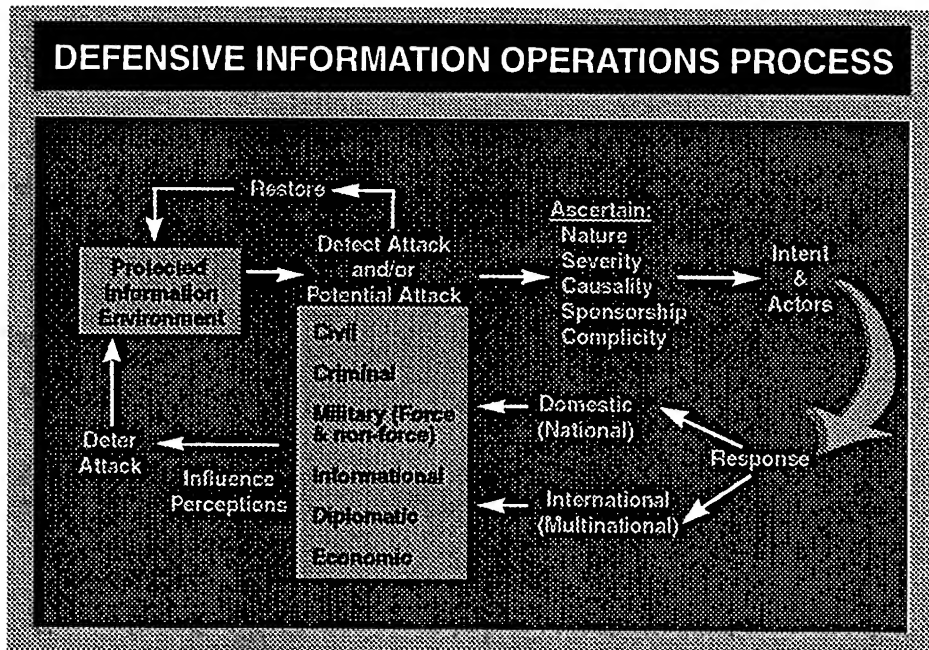 DEFENSIVE INFORMATION OPERATIONS PROCESS
Restore
Protected
Information
Environment
Detect Attack
and/or
Potential Attack
Ascertain:
Nature
Severity
Causality
Sponsorship
Complicity
Intent
&
Actors
Civil
Criminal
Military (Force
& non-force)
Informational
Diplomatic
Economic
Domestic
(National)
Response
International
(Multinational)
Deter
Attack
Influence
Perceptions